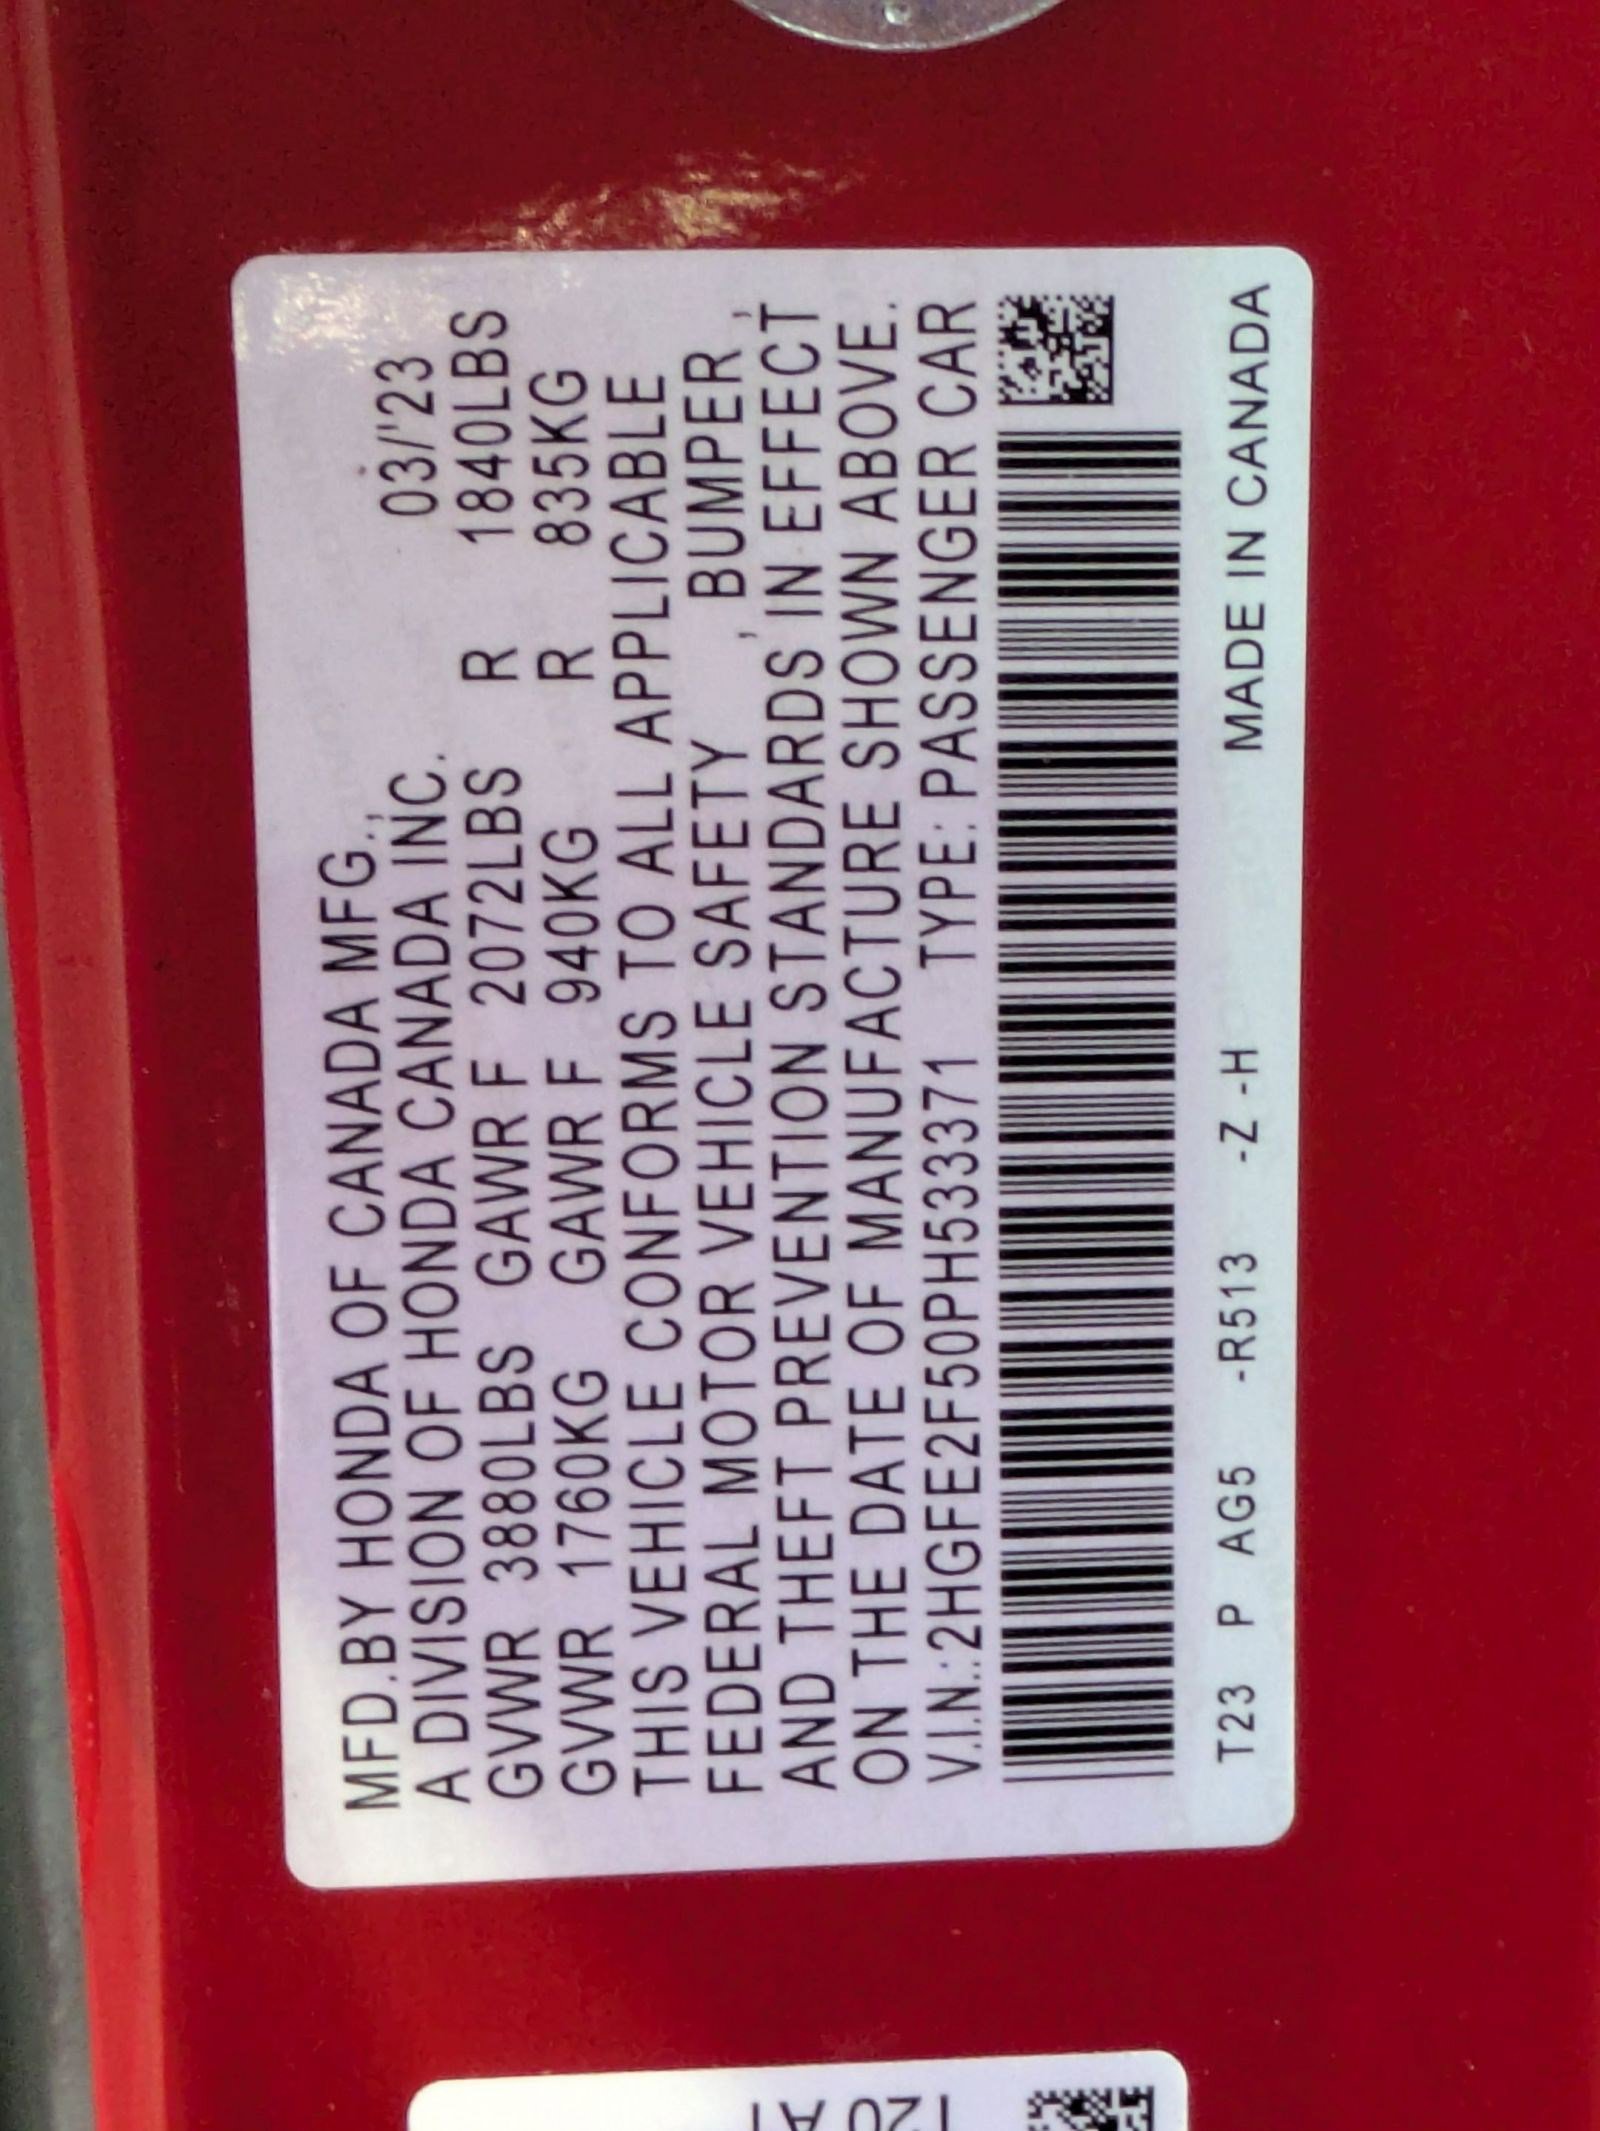 MFD.BY HONDA OF CANADA MFG.,
A DIVISION OF HONDA CANADA INC. 03/'23
GVWR 3880LBS GAWR F 2072LBS R 1840LBS
GVWR 1760KG GAWR F 940KG R 835KG
THIS VEHICLE CONFORMS TO ALL APPLICABLE
FEDERAL MOTOR VEHICLE SAFETY , BUMPER ,
AND THEFT PREVENTION STANDARDS IN EFFECT
ON THE DATE OF MANUFACTURE SHOWN ABOVE.
V.I.N.:2HGFE2F50PH533371 TYPE: PASSENGER CAR
T23 P AG5 -R513 -Z -H MADE IN CANADA